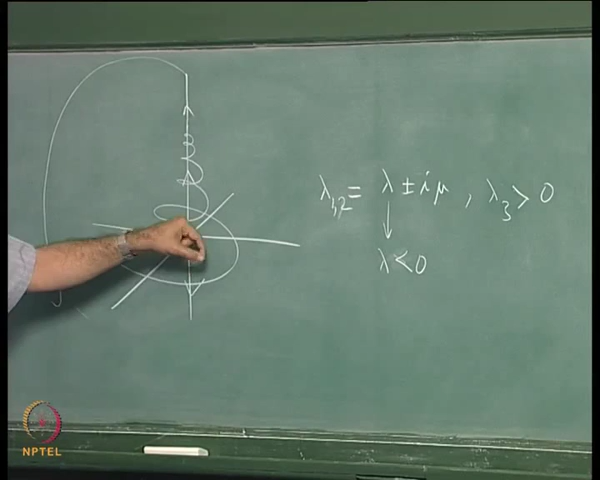 λ₁,₂ = λ ± iμ , λ₃ > 0
↓
λ < 0
NPTEL